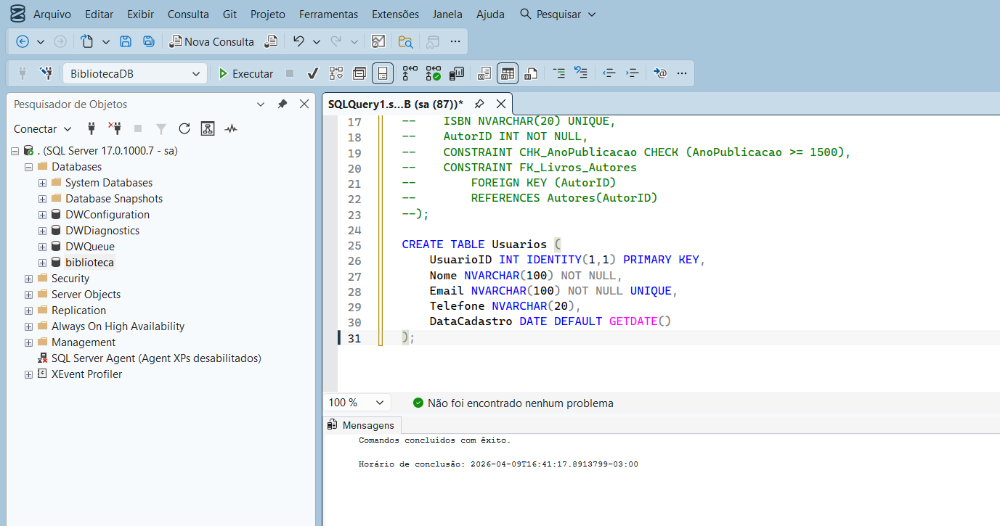 Arquivo Editar Exibir Consulta Git Projeto Ferramentas Extensões Janela Ajuda Pesquisar
Nova Consulta
BibliotecaDB Executar
Pesquisador de Objetos
Conectar
. (SQL Server 17.0.1000.7 - sa)
Databases
System Databases
Database Snapshots
DWConfiguration
DWDiagnostics
DWQueue
biblioteca
Security
Server Objects
Replication
Always On High Availability
Management
SQL Server Agent (Agent XPs desabilitados)
XEvent Profiler
SQLQuery1.s...B (sa (87))*
17 --    ISBN NVARCHAR(20) UNIQUE,
18 --    AutorID INT NOT NULL,
19 --    CONSTRAINT CHK_AnoPublicacao CHECK (AnoPublicacao >= 1500),
20 --    CONSTRAINT FK_Livros_Autores
21 --        FOREIGN KEY (AutorID)
22 --        REFERENCES Autores(AutorID)
23 --);
24
25 CREATE TABLE Usuarios (
26     UsuarioID INT IDENTITY(1,1) PRIMARY KEY,
27     Nome NVARCHAR(100) NOT NULL,
28     Email NVARCHAR(100) NOT NULL UNIQUE,
29     Telefone NVARCHAR(20),
30     DataCadastro DATE DEFAULT GETDATE()
31 );
100 % Não foi encontrado nenhum problema
Mensagens
Comandos concluídos com êxito.
Horário de conclusão: 2026-04-09T16:41:17.8913799-03:00